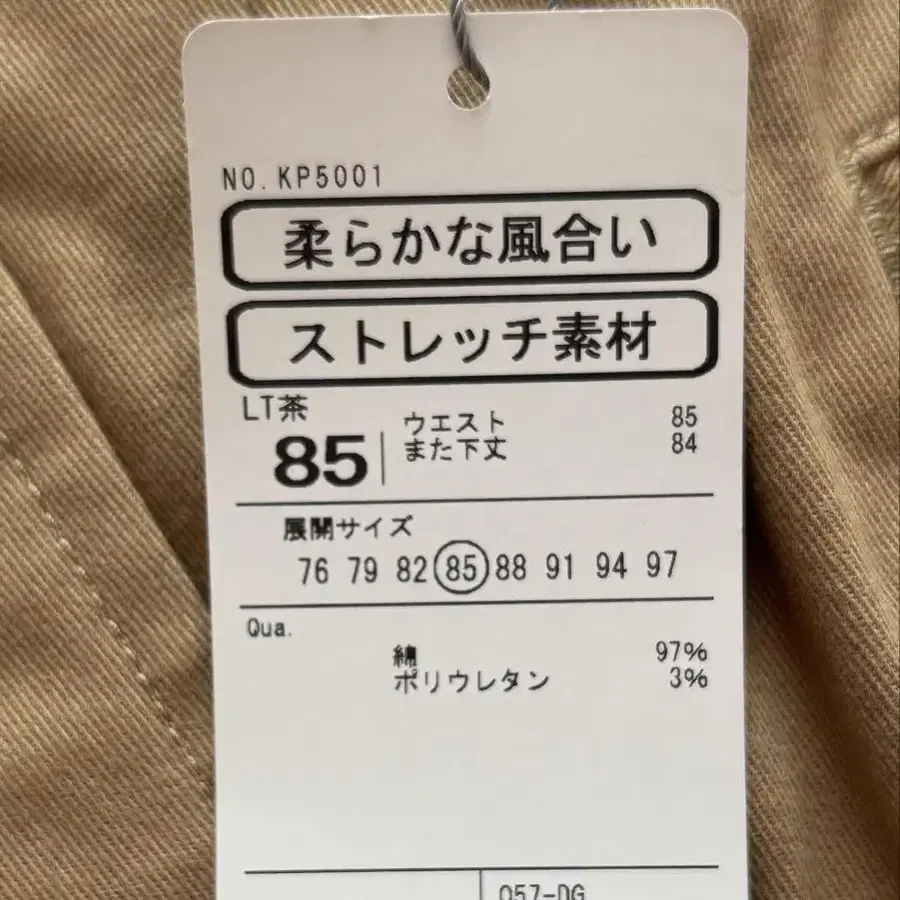 NO. KP5001
柔らかな風合い
ストレッチ素材
LT茶
85
ウエスト 85
また下丈 84
展開サイズ
76 79 82 85 88 91 94 97
Qua.
綿 97%
ポリウレタン 3%
Q57-DG